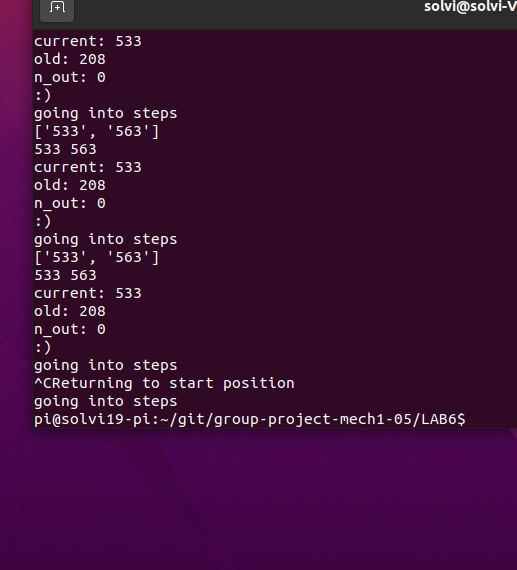 solvi@solvi-V
current: 533
old: 208
n_out: 0
:)
going into steps
['533', '563']
533 563
current: 533
old: 208
n_out: 0
:)
going into steps
['533', '563']
533 563
current: 533
old: 208
n_out: 0
:)
going into steps
^CReturning to start position
going into steps
pi@solvi19-pi:~/git/group-project-mech1-05/LAB6$